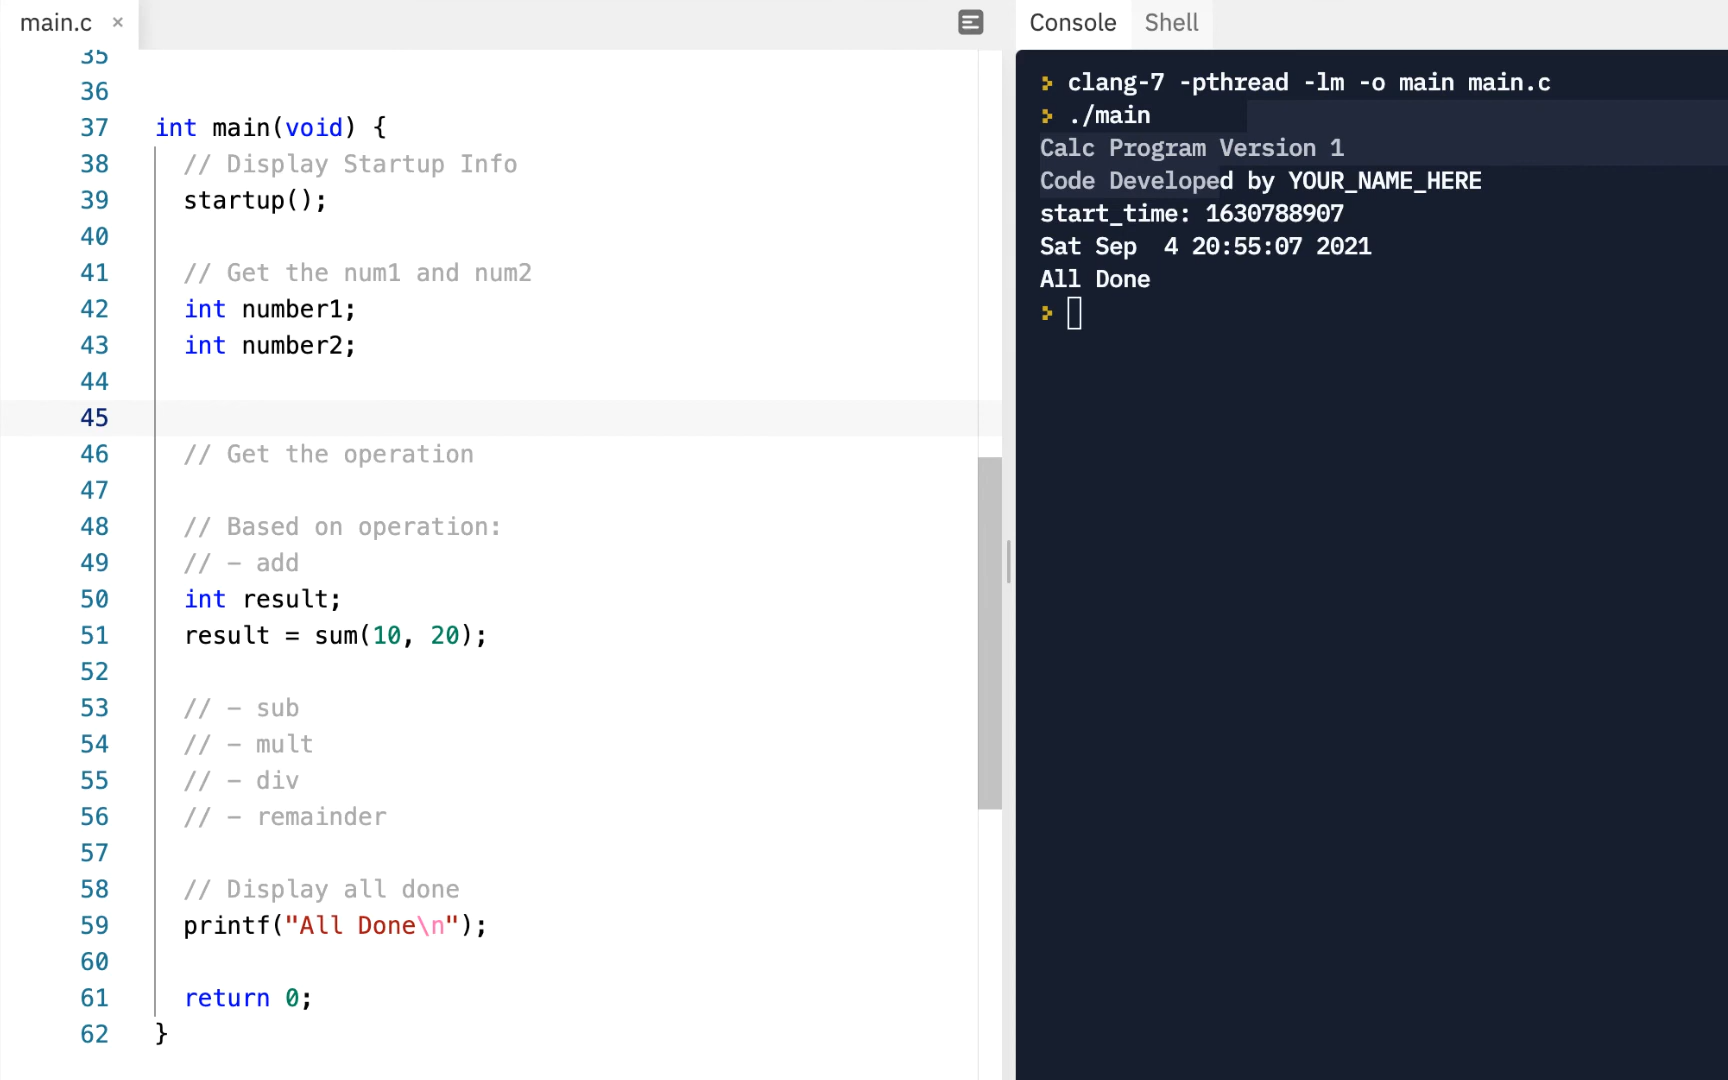 main.c ×
35
36
37 int main(void) {
38 // Display Startup Info
39 startup();
40
41 // Get the num1 and num2
42 int number1;
43 int number2;
44
45
46 // Get the operation
47
48 // Based on operation:
49 // - add
50 int result;
51 result = sum(10, 20);
52
53 // - sub
54 // - mult
55 // - div
56 // - remainder
57
58 // Display all done
59 printf("All Done\n");
60
61 return 0;
62 }
Console Shell
clang-7 -pthread -lm -o main main.c
./main
Calc Program Version 1
Code Developed by YOUR_NAME_HERE
start_time: 1630788907
Sat Sep  4 20:55:07 2021
All Done